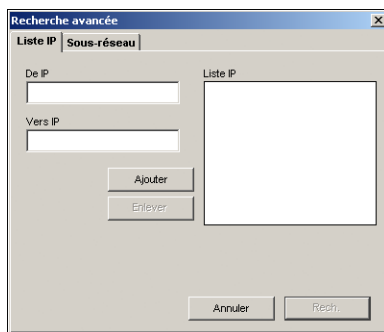 Recherche avancée
Liste IP Sous-réseau
De IP
Liste IP
Vers IP
Ajouter
Enlever
Annuler Rech.